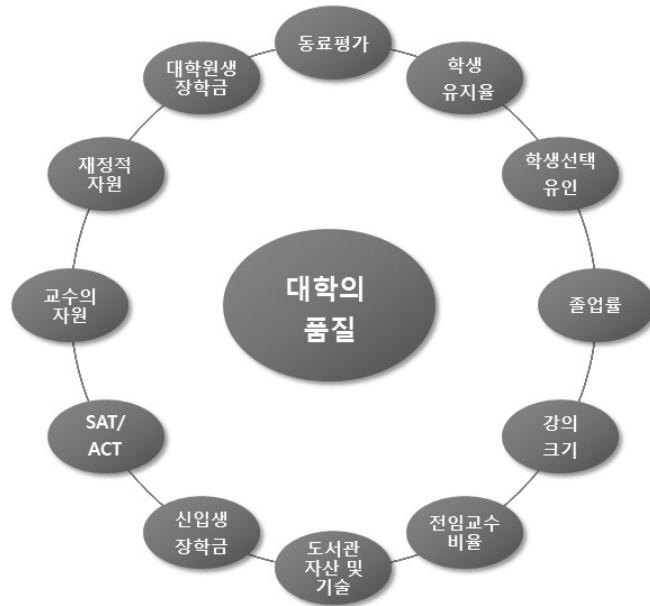 동료평가
학생
유지율
학생선택
유인
졸업률
강의
크기
전임교수
비율
도서관
자산 및
기술
신입생
장학금
SAT/
ACT
교수의
자원
재정적
자원
대학원생
장학금
대학의
품질